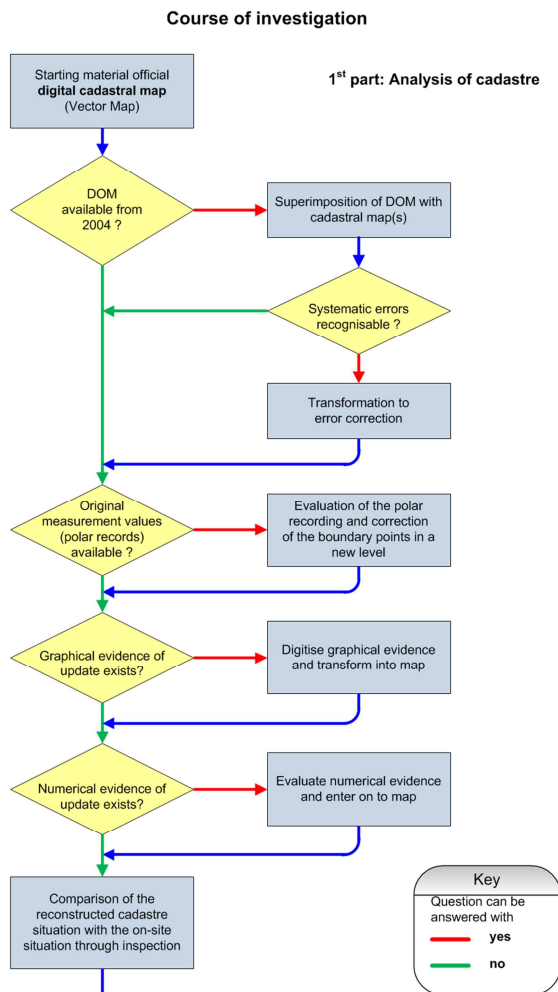 Course of investigation
Starting material official
digital cadastral map
(Vector Map)
1st part: Analysis of cadastre
DOM
available from
2004 ?
Superimposition of DOM with
cadastral map(s)
Systematic errors
recognisable ?
Transformation to
error correction
Original
measurement values
(polar records)
available ?
Evaluation of the polar
recording and correction
of the boundary points in a
new level
Graphical evidence of
update exists?
Digitise graphical evidence
and transform into map
Numerical evidence of
update exists?
Evaluate numerical evidence
and enter on to map
Comparison of the
reconstructed cadastre
situation with the on-site
situation through inspection
Key
Question can be
answered with
yes
no